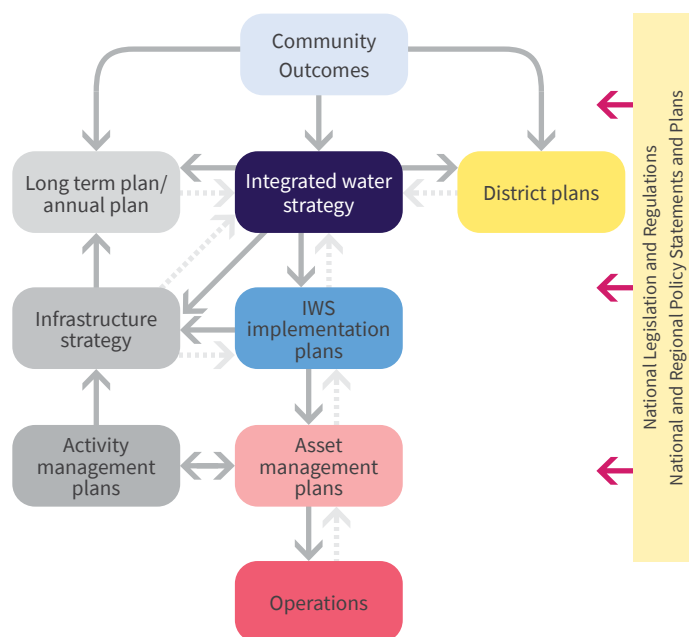 Community
Outcomes
Long term plan/
annual plan
Integrated water
strategy
District plans
Infrastructure
strategy
IWS
implementation
plans
Activity
management
plans
Asset
management
plans
Operations
National Legislation and Regulations
National and Regional Policy Statements and Plans